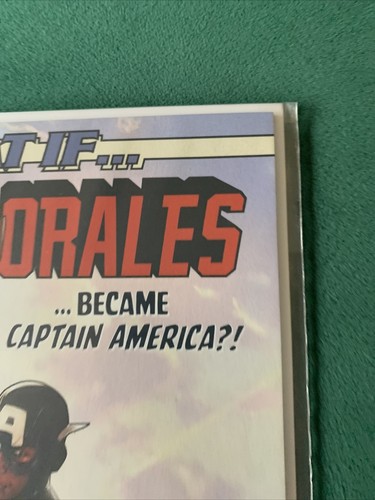 T IF...
ORALES
... BECAME
CAPTAIN AMERICA?!
A